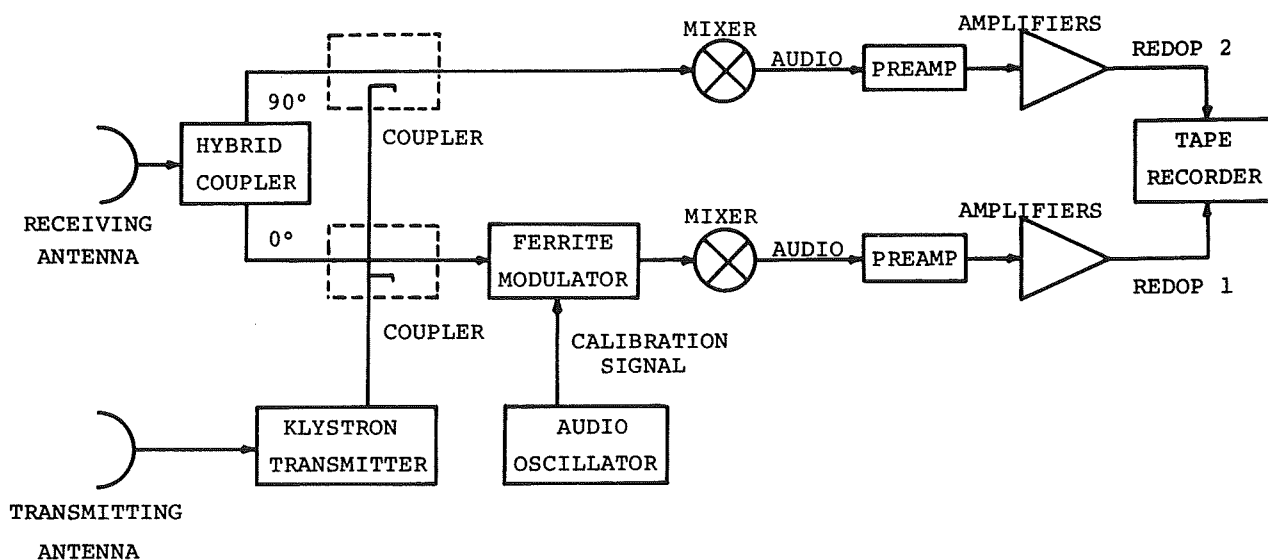 AMPLIFIERS
MIXER
REDOP 2
AUDIO
PREAMP
90°
COUPLER
HYBRID
COUPLER
TAPE
RECORDER
RECEIVING
ANTENNA
0°
FERRITE
MODULATOR
MIXER
AUDIO
PREAMP
AMPLIFIERS
REDOP 1
COUPLER
CALIBRATION
SIGNAL
KLYSTRON
TRANSMITTER
AUDIO
OSCILLATOR
TRANSMITTING
ANTENNA